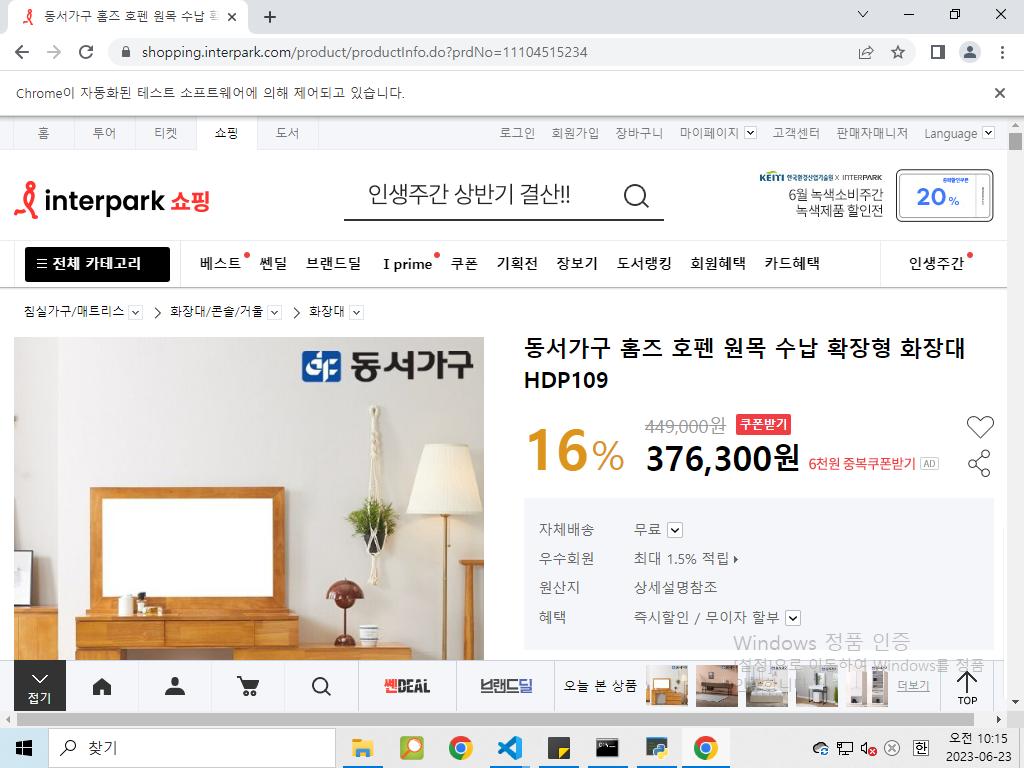 동서가구 홈즈 호펜 원목 수납 확
shopping.interpark.com/product/productInfo.do?prdNo=11104515234
Chrome이 자동화된 테스트 소프트웨어에 의해 제어되고 있습니다.
홈 투어 티켓 쇼핑 도서 로그인 회원가입 장바구니 마이페이지 고객센터 판매자매니저 Language
interpark 쇼핑
인생주간 상반기 결산!!
KEITI 한국환경산업기술원 X INTERPARK
6월 녹색소비주간
녹색제품 할인전
중복할인쿠폰
20%
전체 카테고리 베스트 쎈딜 브랜드딜 I prime 쿠폰 기획전 장보기 도서랭킹 회원혜택 카드혜택 인생주간
침실가구/매트리스 화장대/콘솔/거울 화장대
동서가구
동서가구 홈즈 호펜 원목 수납 확장형 화장대
HDP109
16%
449,000원 쿠폰받기
376,300원 6천원 중복쿠폰받기 AD
자체배송 무료
우수회원 최대 1.5% 적립
원산지 상세설명참조
혜택 즉시할인 / 무이자 할부
Windows 정품 인증
[설정]으로 이동하여 Windows를 정품
접기
쎈DEAL
브랜드딜
오늘 본 상품
더보기
TOP
찾기
한
오전 10:15
2023-06-23